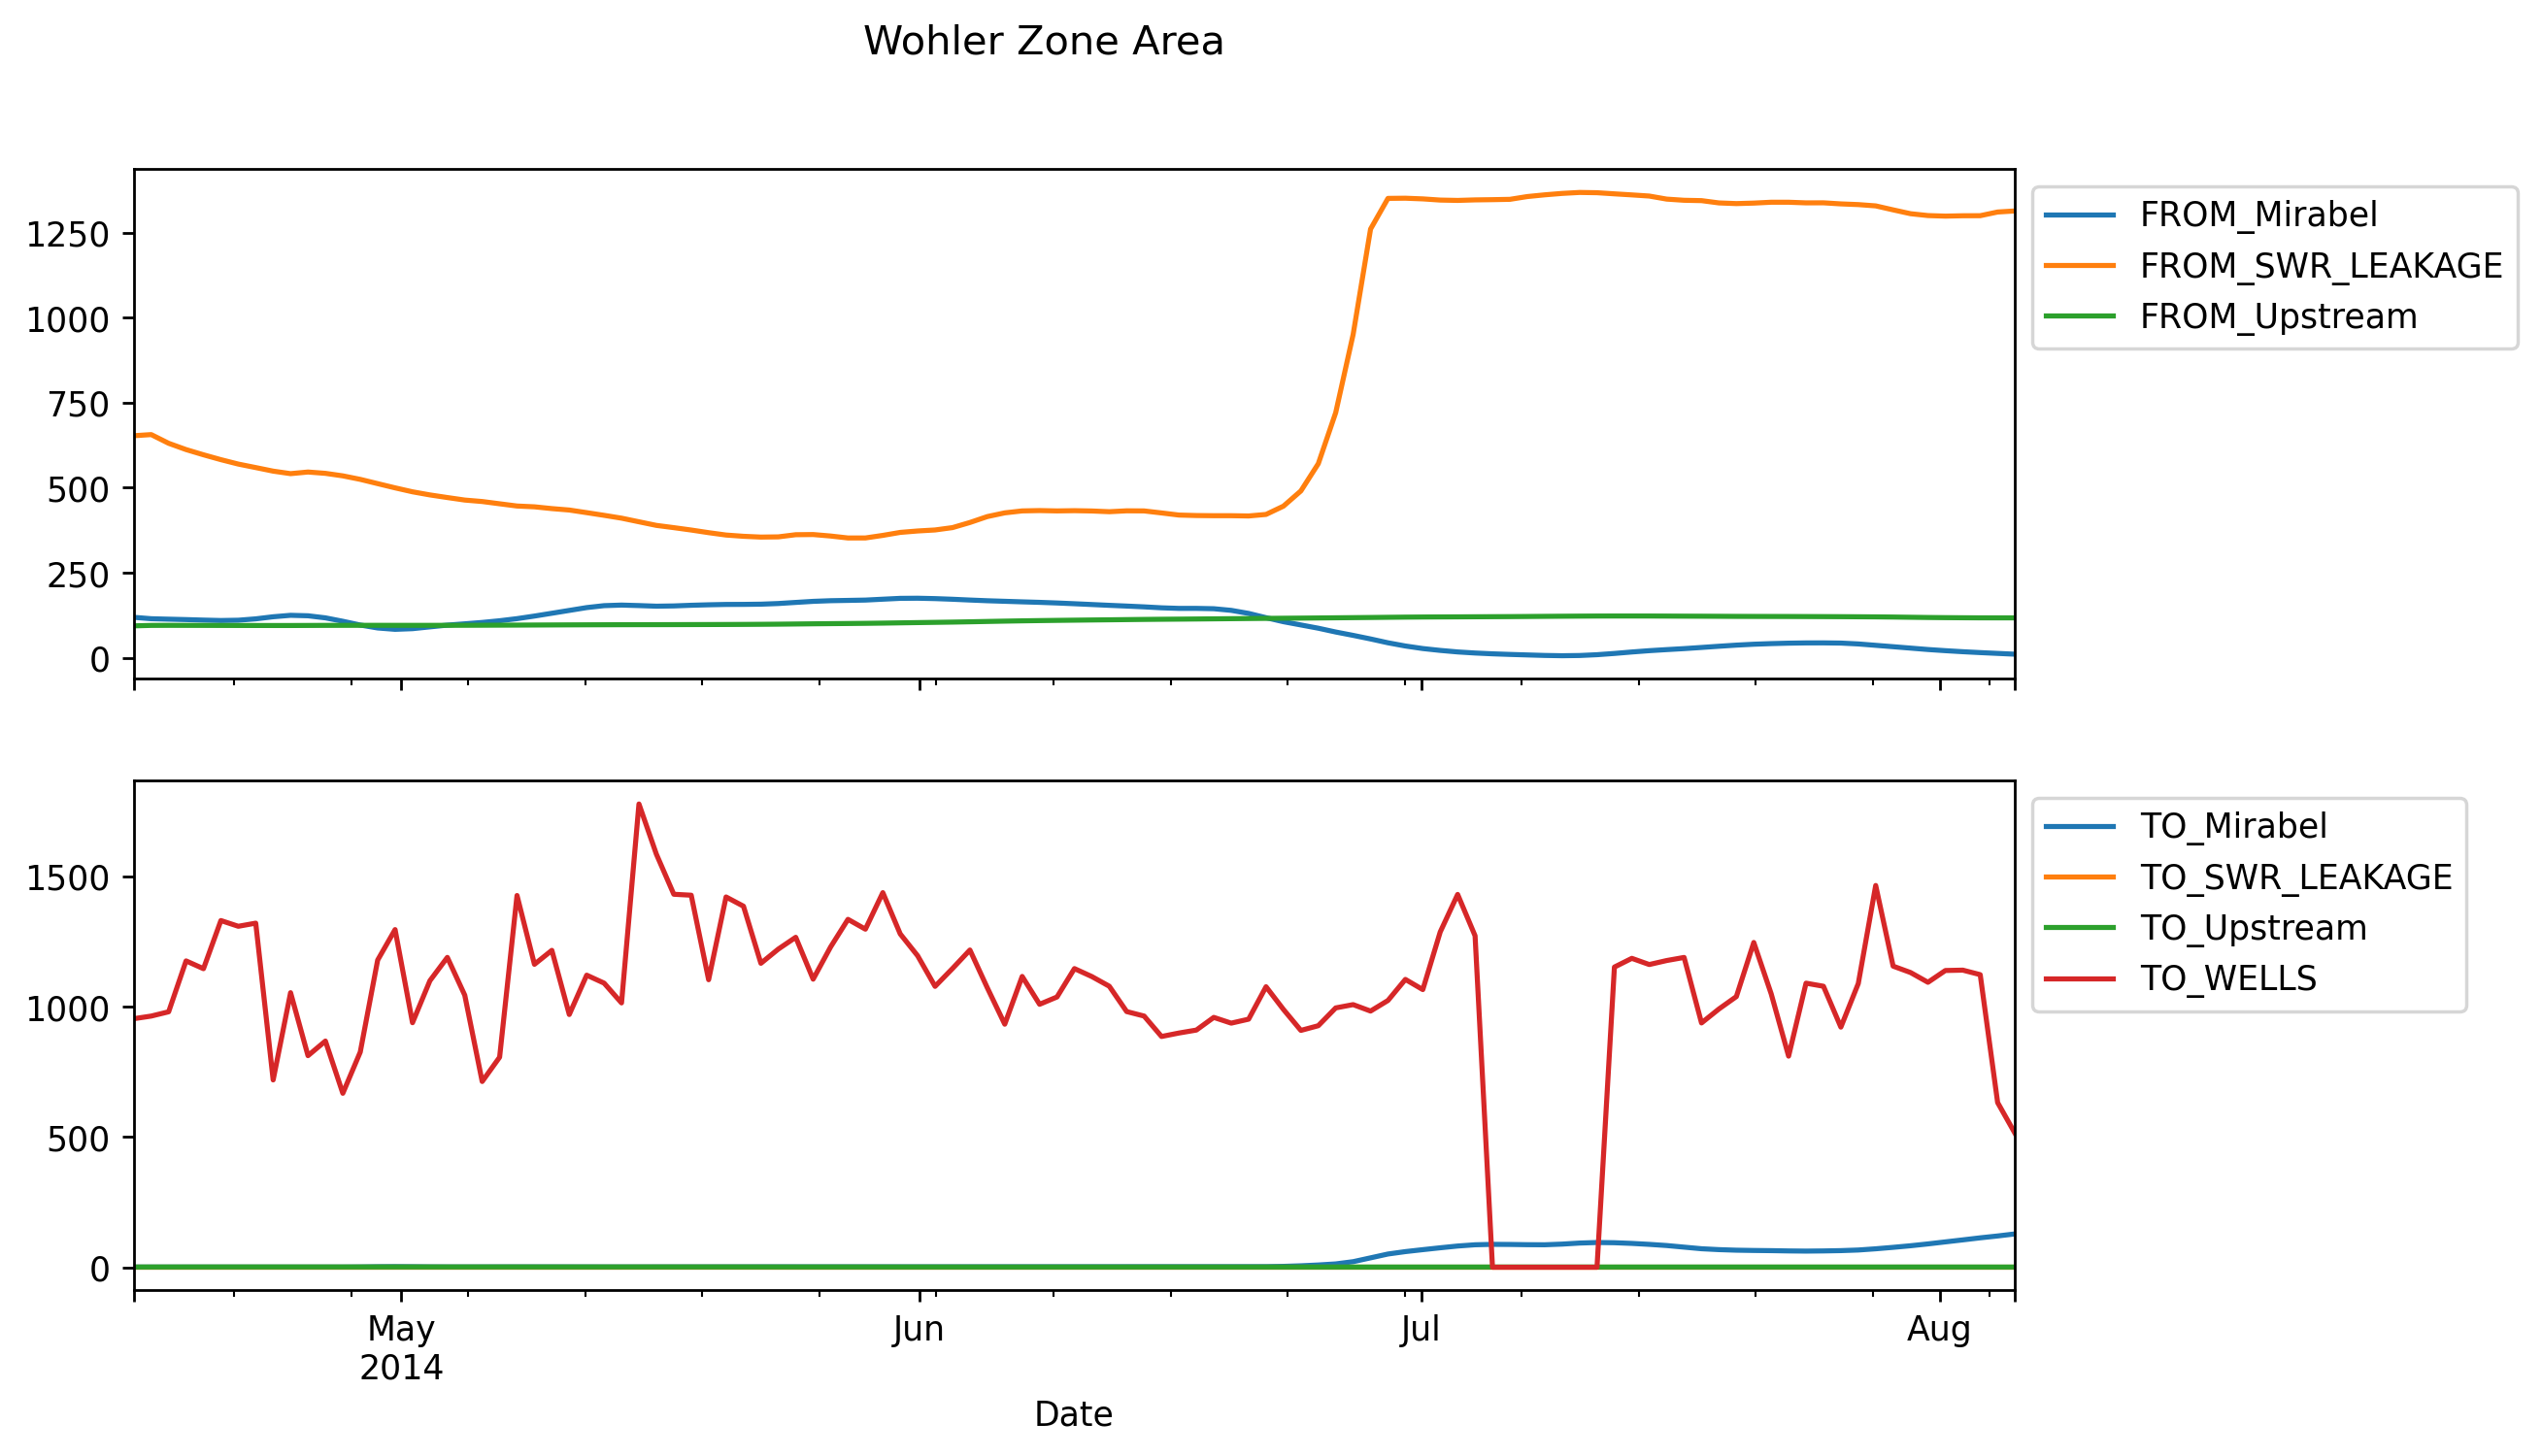 Wohler Zone Area
1250
1000
750
500
250
0
FROM_Mirabel
FROM_SWR_LEAKAGE
FROM_Upstream
1500
1000
500
0
TO_Mirabel
TO_SWR_LEAKAGE
TO_Upstream
TO_WELLS
May Jun Jul Aug
2014
Date